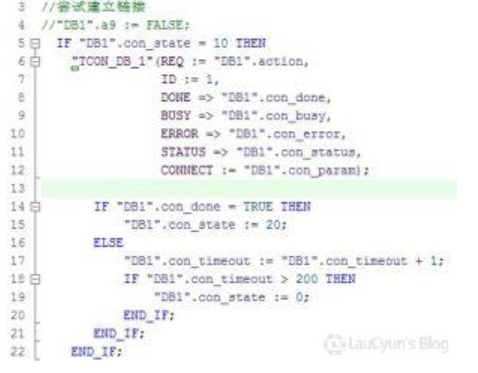 3 //尝试建立链接
4 //"DB1".a9 := FALSE;
5 IF "DB1".con_state = 10 THEN
6 "TCON_DB_1"(REQ := "DB1".action,
7 ID := 1,
8 DONE => "DB1".con_done,
9 BUSY => "DB1".con_busy,
10 ERROR => "DB1".con_error,
11 STATUS => "DB1".con_status,
12 CONNECT := "DB1".con_param);
13
14 IF "DB1".con_done = TRUE THEN
15 "DB1".con_state := 20;
16 ELSE
17 "DB1".con_timeout := "DB1".con_timeout + 1;
18 IF "DB1".con_timeout > 200 THEN
19 "DB1".con_state := 0;
20 END_IF;
21 END_IF;
22 END_IF;
LauCyun's Blog